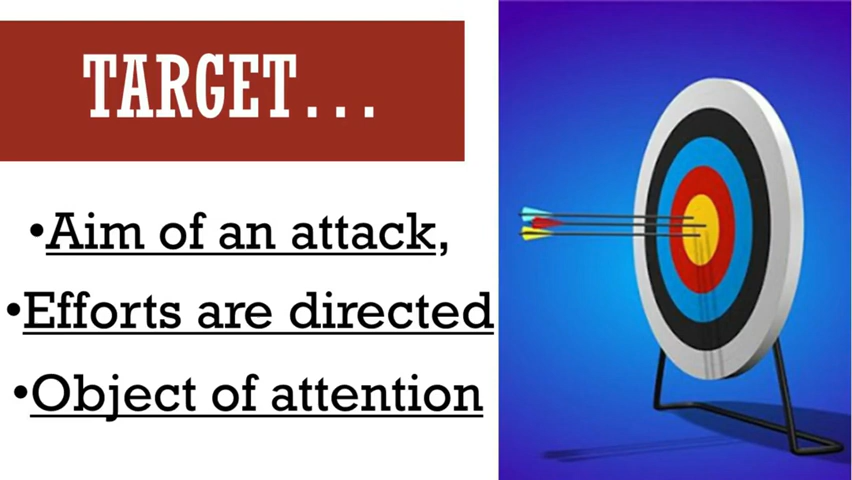 TARGET...
•Aim of an attack,
•Efforts are directed
•Object of attention